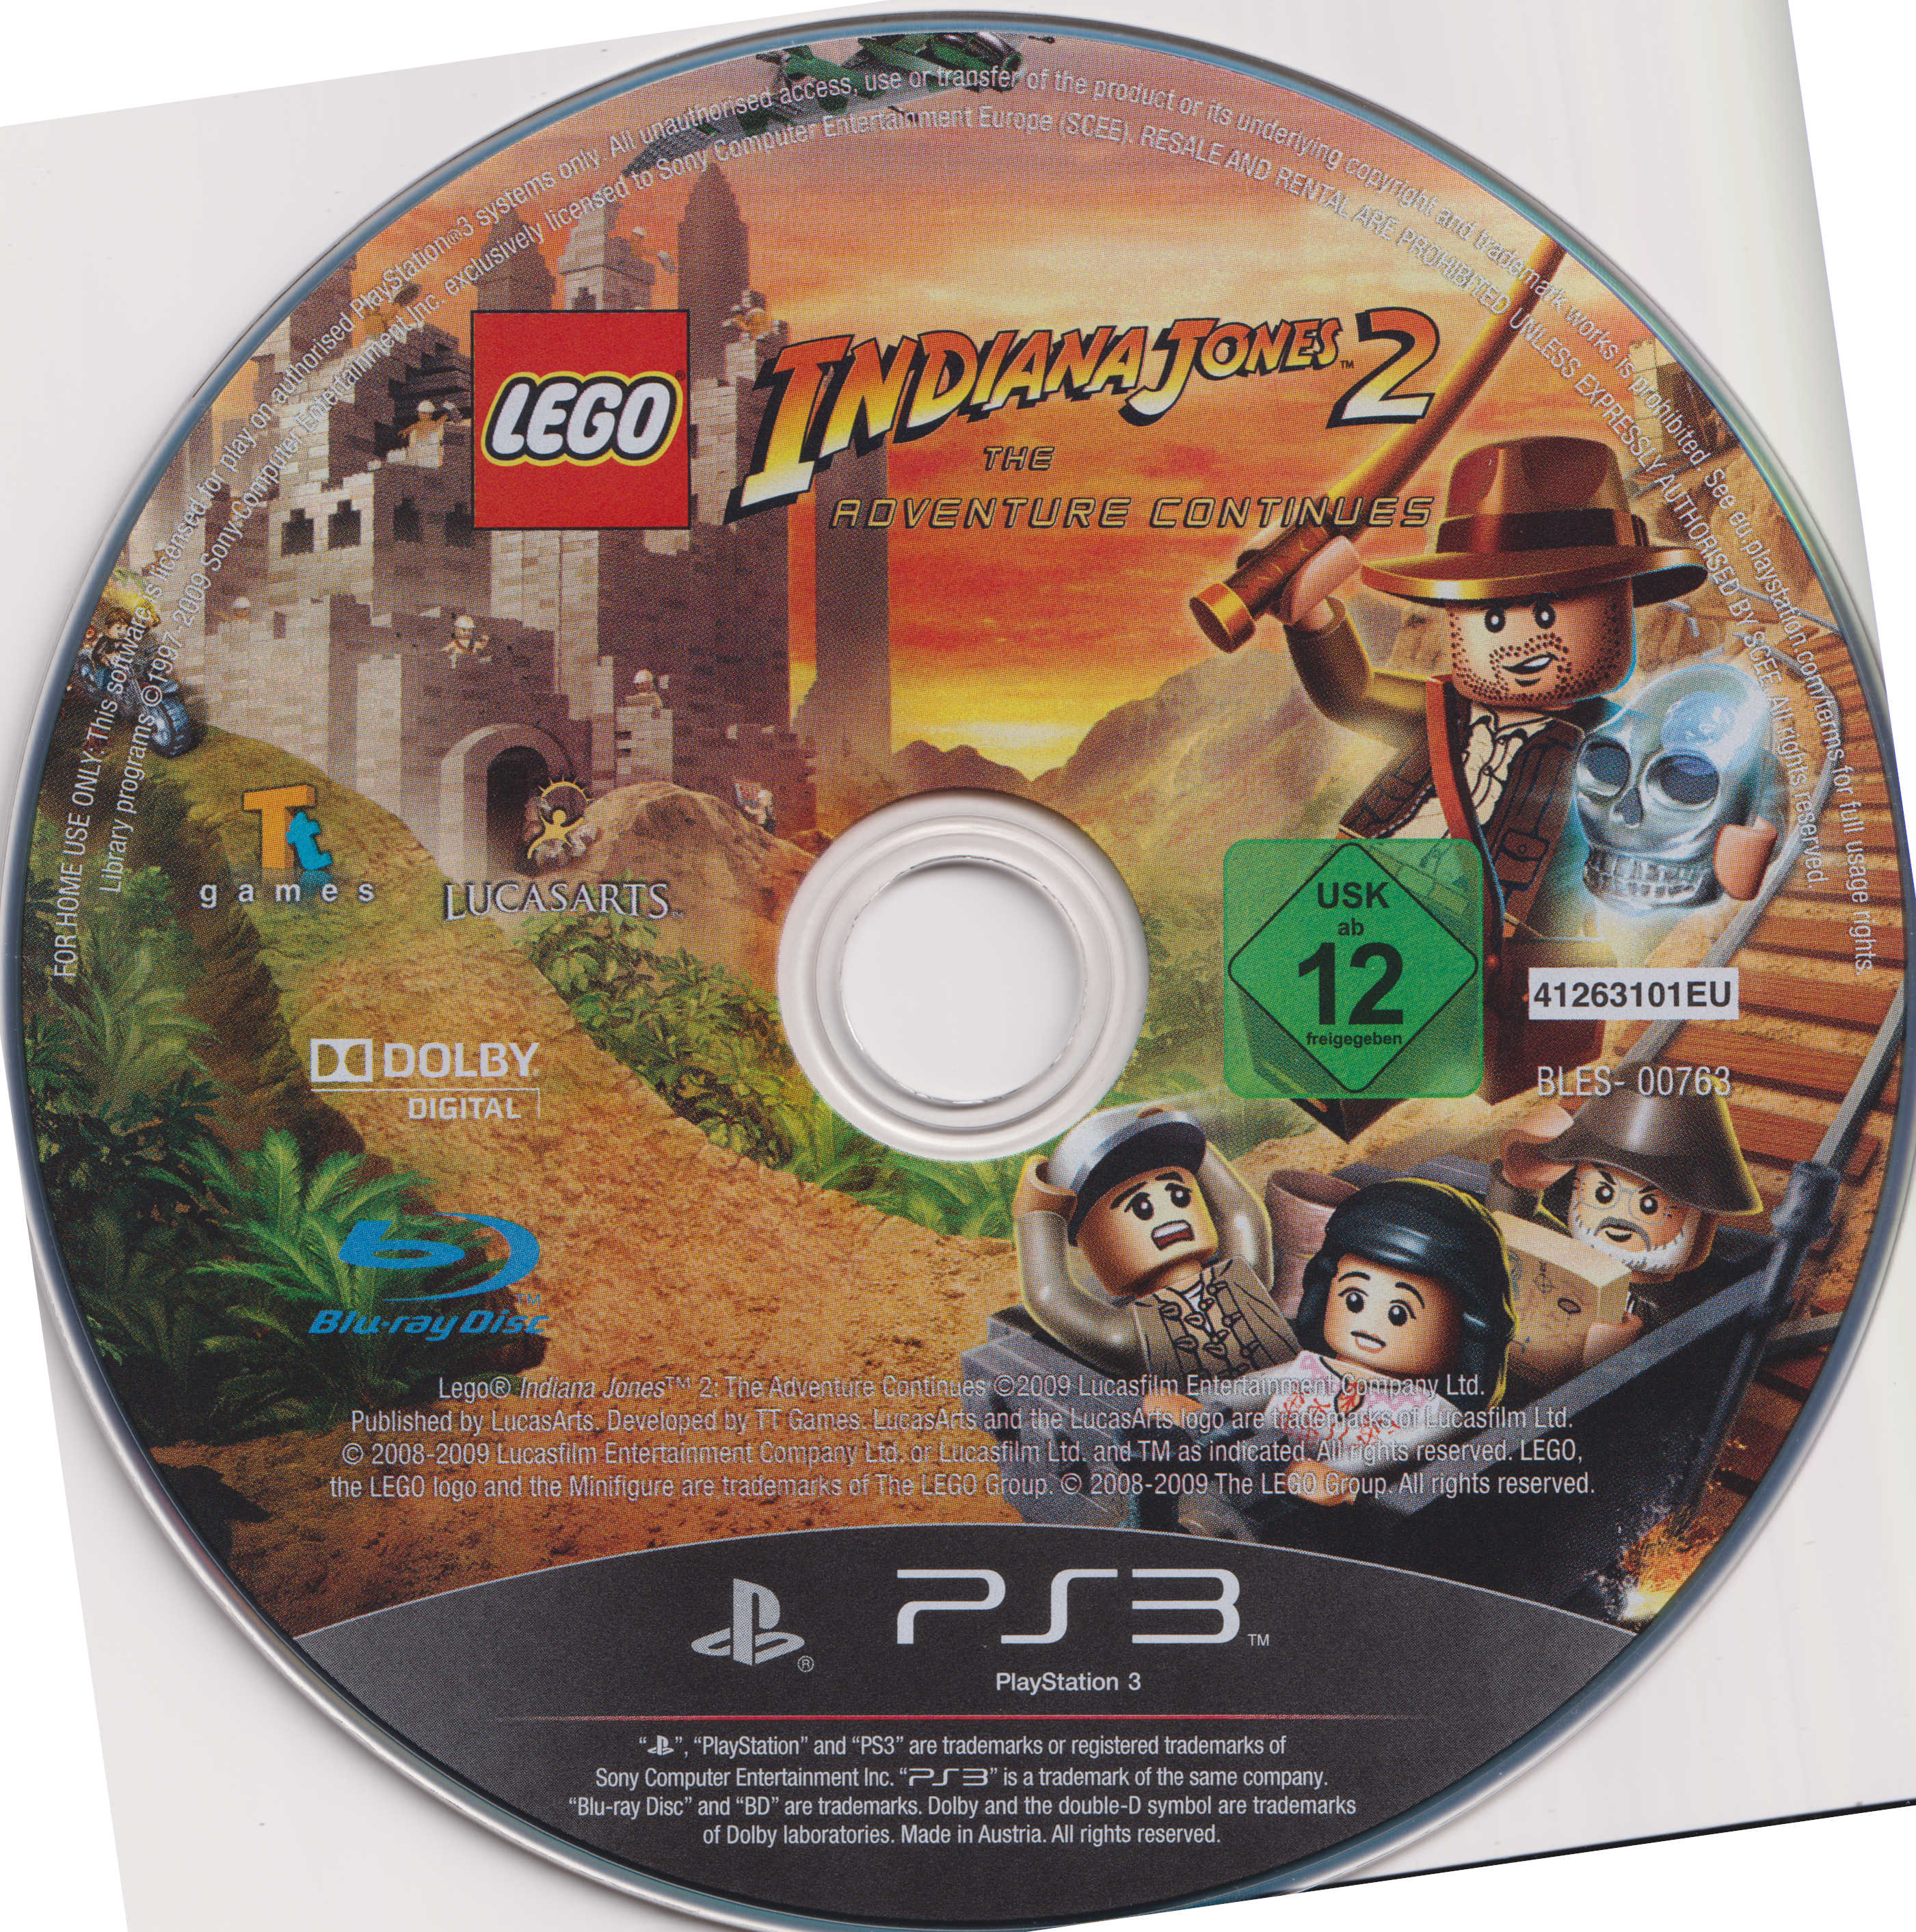 FOR HOME USE ONLY: This software is licensed for play on authorised PlayStation®3 systems only. All unauthorised access, use or transfer of the product or its underlying copyright and trademark works is prohibited. See eu.playstation.com/terms for full usage rights.
Library programs ©1997-2009 Sony Computer Entertainment Inc. exclusively licensed to Sony Computer Entertainment Europe (SCEE). RESALE AND RENTAL ARE PROHIBITED UNLESS EXPRESSLY AUTHORISED BY SCEE. All rights reserved.
LEGO®
INDIANA JONES™ 2
THE
ADVENTURE CONTINUES
Tt
games
LUCASARTS™
USK
ab
12
freigegeben
41263101EU
BLES- 00763
DOLBY®
DIGITAL
Blu-ray Disc™
Lego® Indiana Jones™ 2: The Adventure Continues ©2009 Lucasfilm Entertainment Company Ltd.
Published by LucasArts. Developed by TT Games. LucasArts and the LucasArts logo are trademarks of Lucasfilm Ltd.
© 2008-2009 Lucasfilm Entertainment Company Ltd. or Lucasfilm Ltd. and TM as indicated. All rights reserved. LEGO,
the LEGO logo and the Minifigure are trademarks of The LEGO Group. © 2008-2009 The LEGO Group. All rights reserved.
® PS3™
PlayStation 3
“ ”, “PlayStation” and “PS3” are trademarks or registered trademarks of
Sony Computer Entertainment Inc. “PS3” is a trademark of the same company.
“Blu-ray Disc” and “BD” are trademarks. Dolby and the double-D symbol are trademarks
of Dolby laboratories. Made in Austria. All rights reserved.